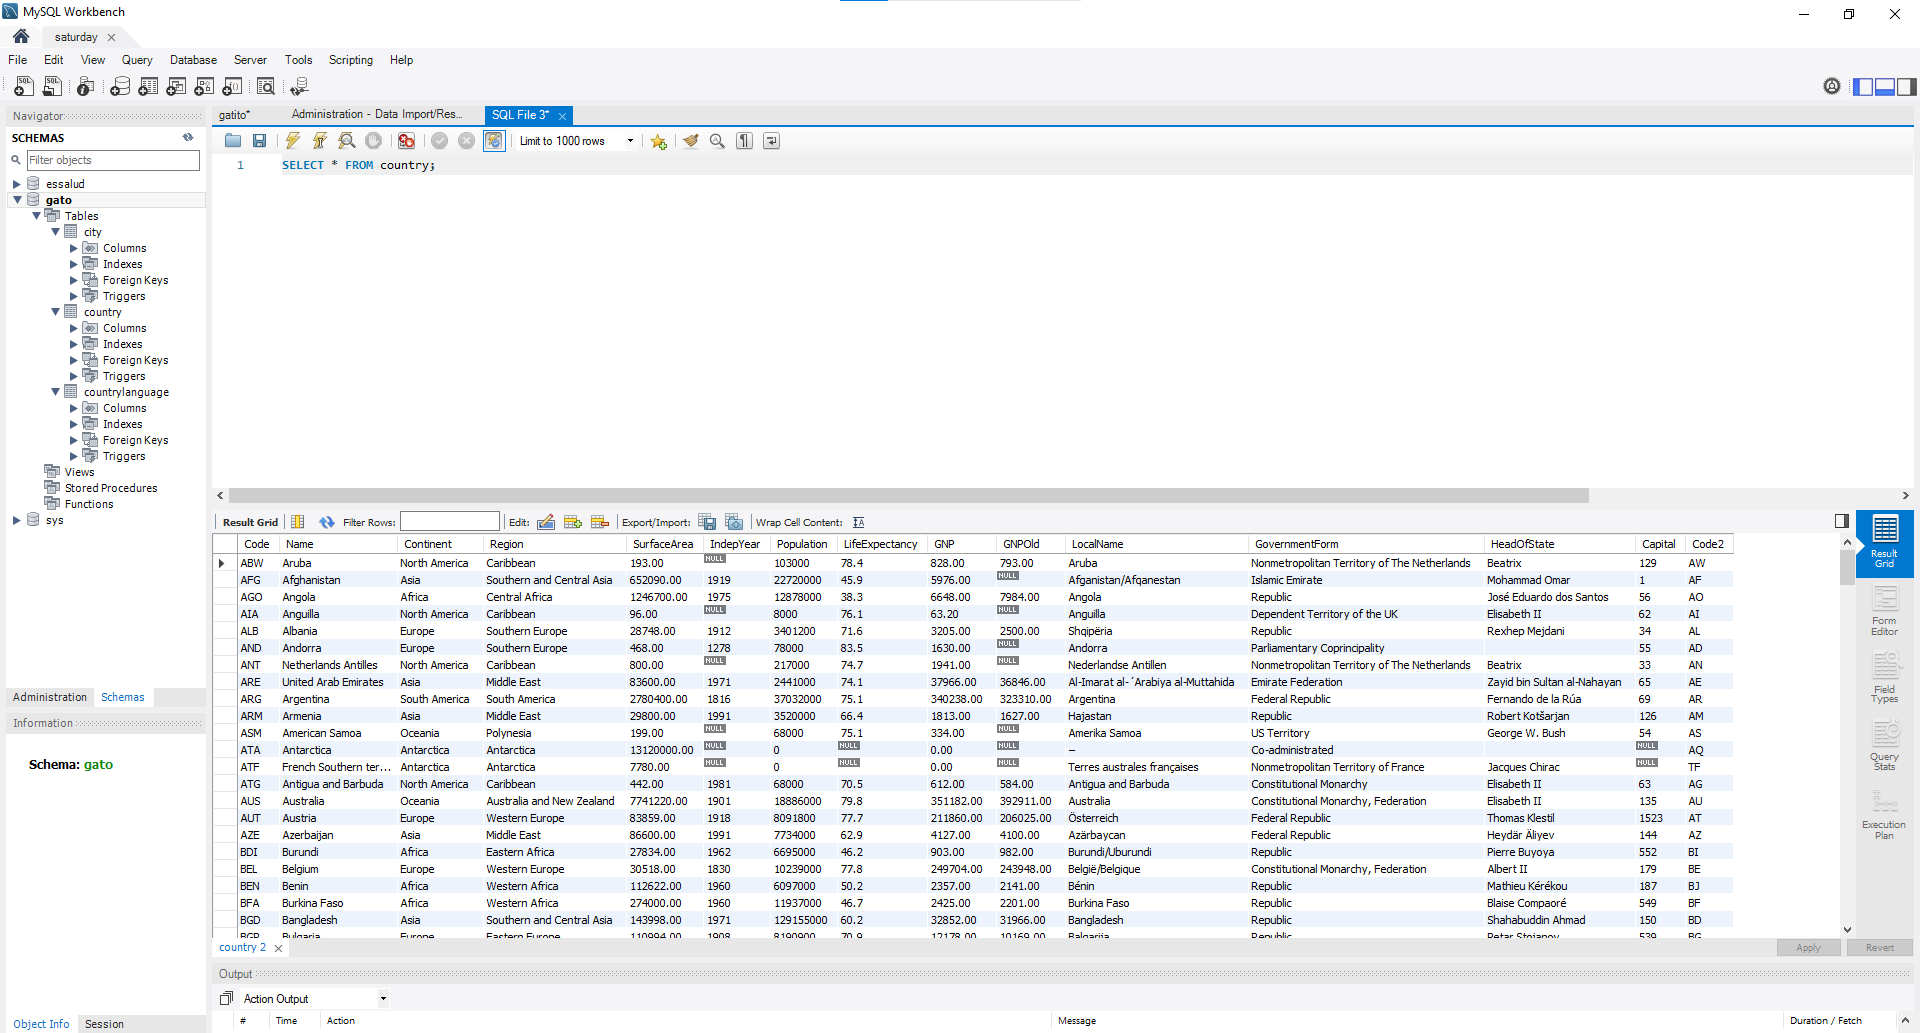 MySQL Workbench
saturday
File Edit View Query Database Server Tools Scripting Help
Navigator
SCHEMAS
Filter objects
essalud
gato
Tables
city
Columns
Indexes
Foreign Keys
Triggers
country
Columns
Indexes
Foreign Keys
Triggers
countrylanguage
Columns
Indexes
Foreign Keys
Triggers
Views
Stored Procedures
Functions
sys
Administration Schemas
Information
Schema: gato
Object Info Session
gatito* Administration - Data Import/Res... SQL File 3*
Limit to 1000 rows
1 SELECT * FROM country;
Result Grid Filter Rows: Edit: Export/Import: Wrap Cell Content:
Code Name Continent Region SurfaceArea IndepYear Population LifeExpectancy GNP GNPOld LocalName GovernmentForm HeadOfState Capital Code2
ABW Aruba North America Caribbean 193.00 NULL 103000 78.4 828.00 793.00 Aruba Nonmetropolitan Territory of The Netherlands Beatrix 129 AW
AFG Afghanistan Asia Southern and Central Asia 652090.00 1919 22720000 45.9 5976.00 NULL Afganistan/Afqanestan Islamic Emirate Mohammad Omar 1 AF
AGO Angola Africa Central Africa 1246700.00 1975 12878000 38.3 6648.00 7984.00 Angola Republic José Eduardo dos Santos 56 AO
AIA Anguilla North America Caribbean 96.00 NULL 8000 76.1 63.20 NULL Anguilla Dependent Territory of the UK Elisabeth II 62 AI
ALB Albania Europe Southern Europe 28748.00 1912 3401200 71.6 3205.00 2500.00 Shqipëria Republic Rexhep Mejdani 34 AL
AND Andorra Europe Southern Europe 468.00 1278 78000 83.5 1630.00 NULL Andorra Parliamentary Coprincipality 55 AD
ANT Netherlands Antilles North America Caribbean 800.00 NULL 217000 74.7 1941.00 NULL Nederlandse Antillen Nonmetropolitan Territory of The Netherlands Beatrix 33 AN
ARE United Arab Emirates Asia Middle East 83600.00 1971 2441000 74.1 37966.00 36846.00 Al-Imarat al-´Arabiya al-Muttahida Emirate Federation Zayid bin Sultan al-Nahayan 65 AE
ARG Argentina South America South America 2780400.00 1816 37032000 75.1 340238.00 323310.00 Argentina Federal Republic Fernando de la Rúa 69 AR
ARM Armenia Asia Middle East 29800.00 1991 3520000 66.4 1813.00 1627.00 Hajastan Republic Robert Kotšarjan 126 AM
ASM American Samoa Oceania Polynesia 199.00 NULL 68000 75.1 334.00 NULL Amerika Samoa US Territory George W. Bush 54 AS
ATA Antarctica Antarctica Antarctica 13120000.00 NULL 0 NULL 0.00 NULL – Co-administrated NULL AQ
ATF French Southern ter... Antarctica Antarctica 7780.00 NULL 0 NULL 0.00 NULL Terres australes françaises Nonmetropolitan Territory of France Jacques Chirac NULL TF
ATG Antigua and Barbuda North America Caribbean 442.00 1981 68000 70.5 612.00 584.00 Antigua and Barbuda Constitutional Monarchy Elisabeth II 63 AG
AUS Australia Oceania Australia and New Zealand 7741220.00 1901 18886000 79.8 351182.00 392911.00 Australia Constitutional Monarchy, Federation Elisabeth II 135 AU
AUT Austria Europe Western Europe 83859.00 1918 8091800 77.7 211860.00 206025.00 Österreich Federal Republic Thomas Klestil 1523 AT
AZE Azerbaijan Asia Middle East 86600.00 1991 7734000 62.9 4127.00 4100.00 Azärbaycan Federal Republic Heydär Äliyev 144 AZ
BDI Burundi Africa Eastern Africa 27834.00 1962 6695000 46.2 903.00 982.00 Burundi/Uburundi Republic Pierre Buyoya 552 BI
BEL Belgium Europe Western Europe 30518.00 1830 10239000 77.8 249704.00 243948.00 België/Belgique Constitutional Monarchy, Federation Albert II 179 BE
BEN Benin Africa Western Africa 112622.00 1960 6097000 50.2 2357.00 2141.00 Bénin Republic Mathieu Kérékou 187 BJ
BFA Burkina Faso Africa Western Africa 274000.00 1960 11937000 46.7 2425.00 2201.00 Burkina Faso Republic Blaise Compaoré 549 BF
BGD Bangladesh Asia Southern and Central Asia 143998.00 1971 129155000 60.2 32852.00 31966.00 Bangladesh Republic Shahabuddin Ahmad 150 BD
BGR Bulgaria Europe Eastern Europe 110994.00 1908 8190900 70.9 12178.00 10169.00 Balgarija Republic Petar Stojanov 539 BG
Result Grid
Form Editor
Field Types
Query Stats
Execution Plan
country 2
Apply Revert
Output
Action Output
# Time Action Message Duration / Fetch